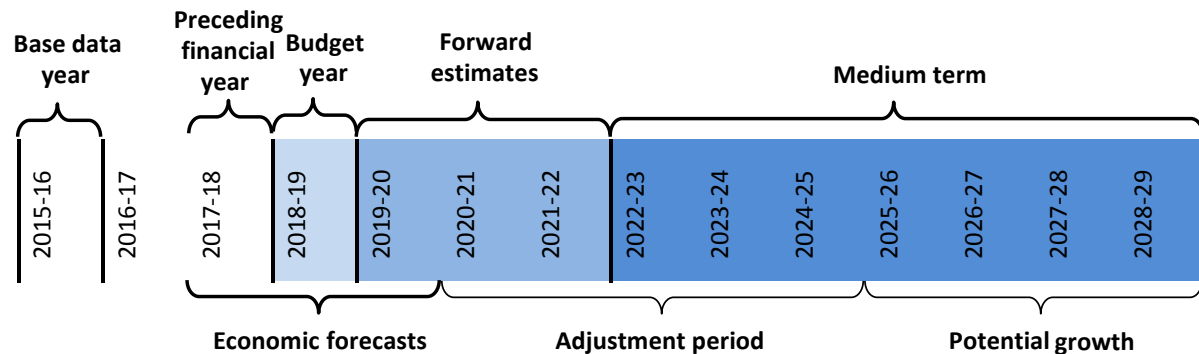 Base data
year
Preceding
financial
year
Budget
year
Forward
estimates
Medium term
2015-16
2016-17
2017-18
2018-19
2019-20
2020-21
2021-22
2022-23
2023-24
2024-25
2025-26
2026-27
2027-28
2028-29
Economic forecasts
Adjustment period
Potential growth